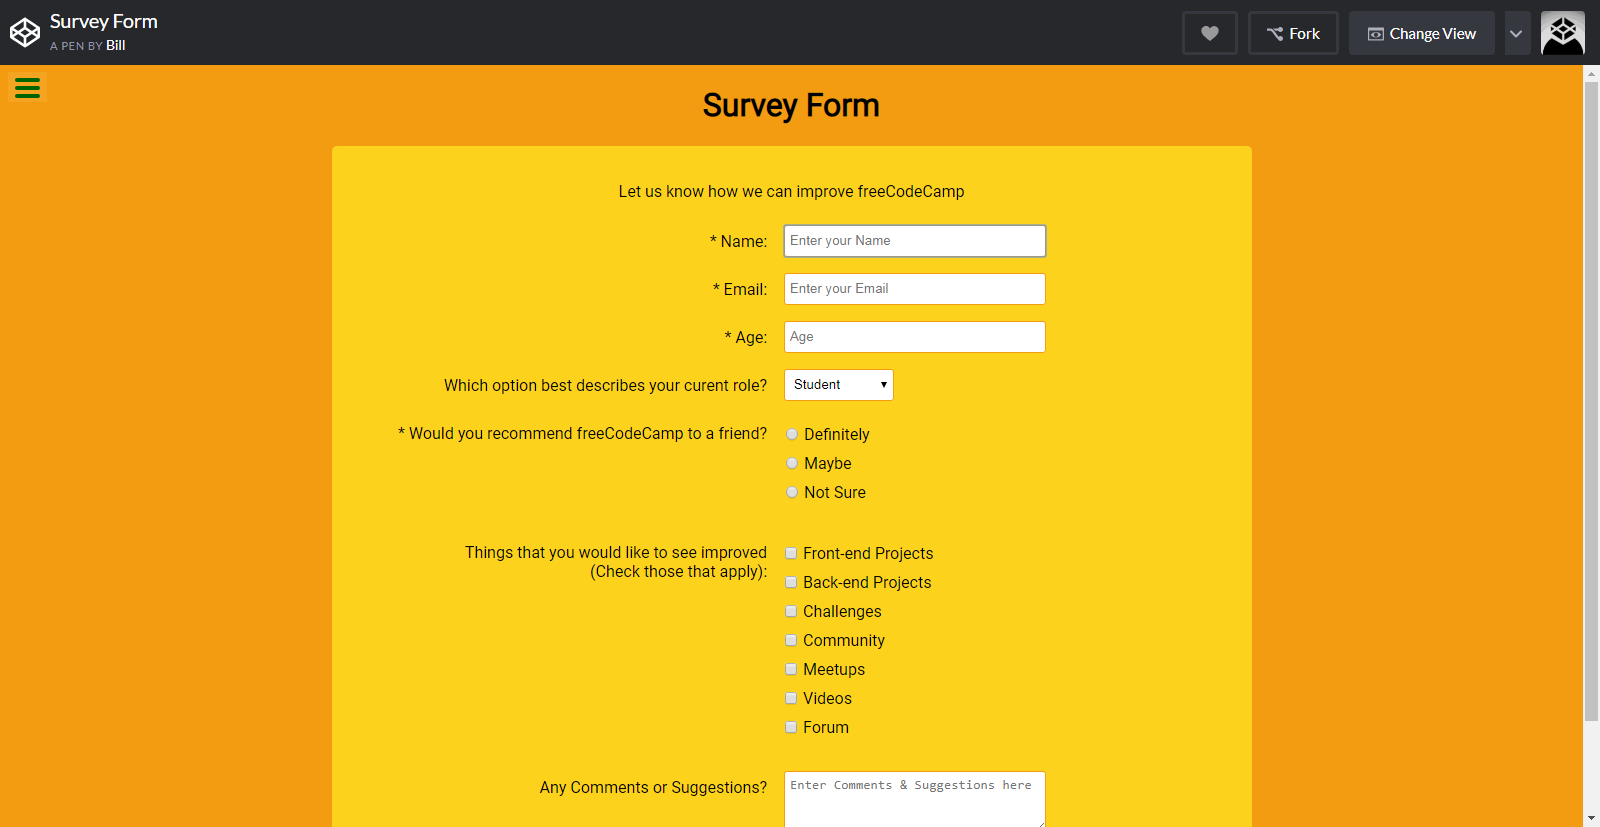 Survey Form
A PEN BY Bill
Fork
Change View
Survey Form
Let us know how we can improve freeCodeCamp
* Name:
Enter your Name
* Email:
Enter your Email
* Age:
Age
Which option best describes your curent role?
Student
* Would you recommend freeCodeCamp to a friend?
Definitely
Maybe
Not Sure
Things that you would like to see improved
(Check those that apply):
Front-end Projects
Back-end Projects
Challenges
Community
Meetups
Videos
Forum
Any Comments or Suggestions?
Enter Comments & Suggestions here